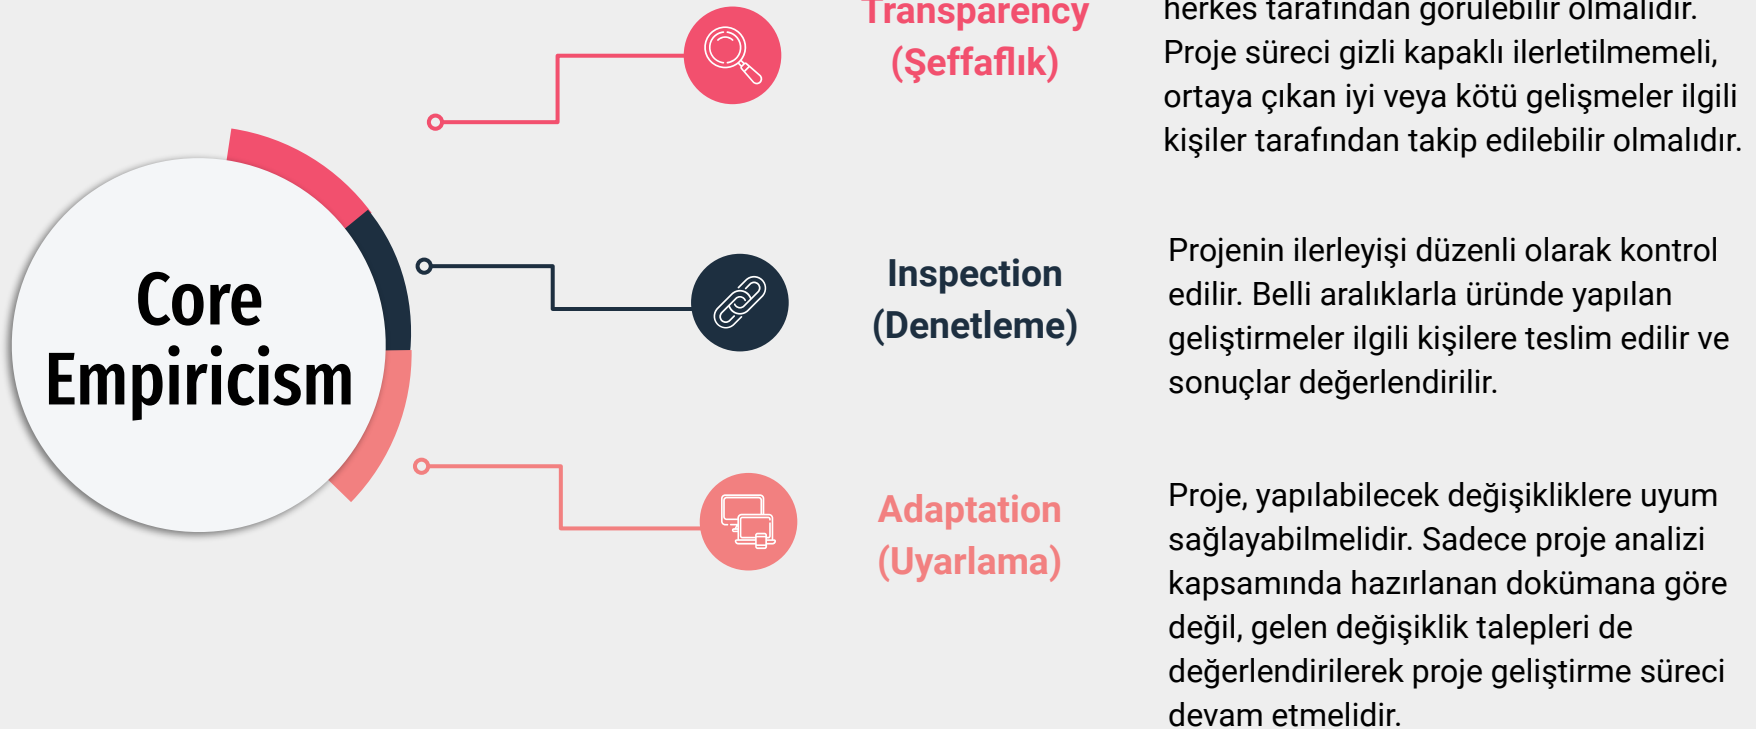 Core
Empiricism
Transparency
(Şeffaflık)
herkes tarafından görülebilir olmalıdır.
Proje süreci gizli kapaklı ilerletilmemeli,
ortaya çıkan iyi veya kötü gelişmeler ilgili
kişiler tarafından takip edilebilir olmalıdır.
Inspection
(Denetleme)
Projenin ilerleyişi düzenli olarak kontrol
edilir. Belli aralıklarla üründe yapılan
geliştirmeler ilgili kişilere teslim edilir ve
sonuçlar değerlendirilir.
Adaptation
(Uyarlama)
Proje, yapılabilecek değişikliklere uyum
sağlayabilmelidir. Sadece proje analizi
kapsamında hazırlanan dokümana göre
değil, gelen değişiklik talepleri de
değerlendirilerek proje geliştirme süreci
devam etmelidir.